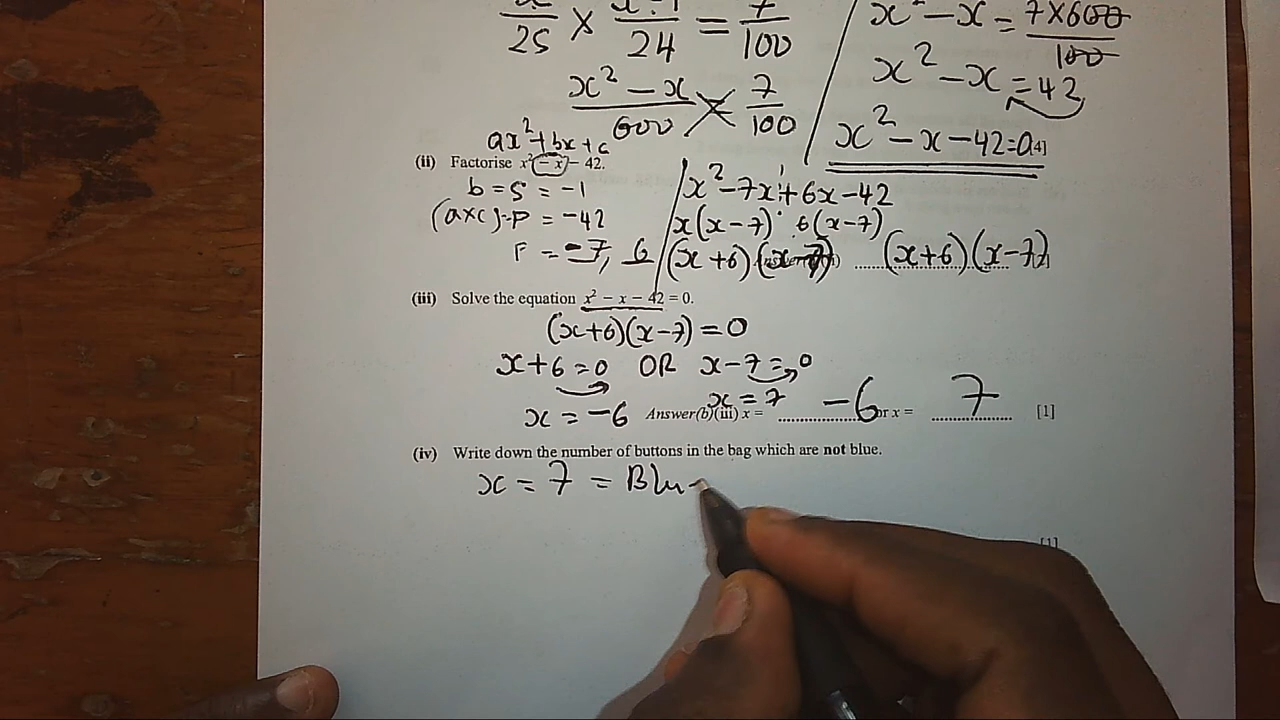 x/25 × x-1/24 = 7/100
x² - x/600 × 7/100
x² - x = 7×600/100
x² - x = 42
x² - x - 42 = 0 [4]
ax² + bx + c
(ii) Factorise x² - x - 42.
b = S = -1
(a×c) = P = -42
F = -7, 6
x² - 7x + 6x - 42
x(x-7) 6(x-7)
(x+6)(x-7)
(x+6)(x-7)
(iii) Solve the equation x² - x - 42 = 0.
(x+6)(x-7) = 0
x+6 = 0 OR x-7 = 0
x = -6 x = 7
Answer(b)(iii) x = -6 or x = 7 [1]
(iv) Write down the number of buttons in the bag which are not blue.
x = 7 = Blu
[1]